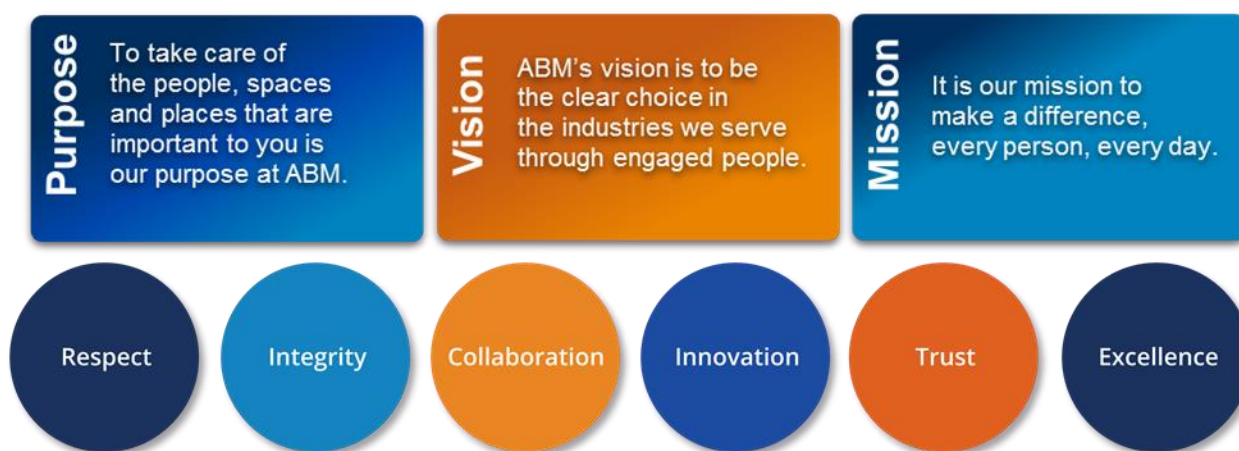 Purpose
To take care of
the people, spaces
and places that are
important to you is
our purpose at ABM.
Vision
ABM’s vision is to be
the clear choice in
the industries we serve
through engaged people.
Mission
It is our mission to
make a difference,
every person, every day.
Respect
Integrity
Collaboration
Innovation
Trust
Excellence